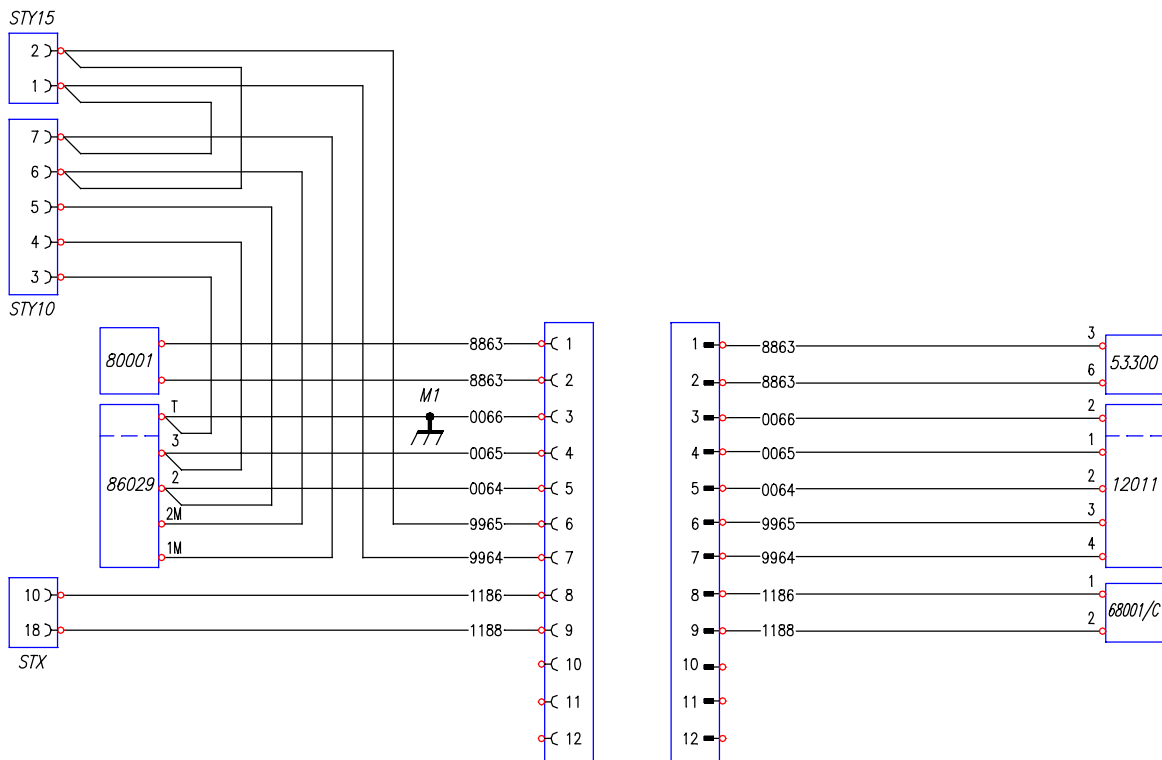 STY15
2
1
7
6
5
4
3
STY10
80001
8863 1
8863 2
M1
T 0066 3
3 0065 4
86029
2 0064 5
2M 9965 6
1M 9964 7
10 1186 8
18 1188 9
STX
10
11
12
1 8863 3
53300
2 8863 6
3 0066 2
4 0065 1
12011
5 0064 2
6 9965 3
7 9964 4
8 1186 1
68001/C
9 1188 2
10
11
12